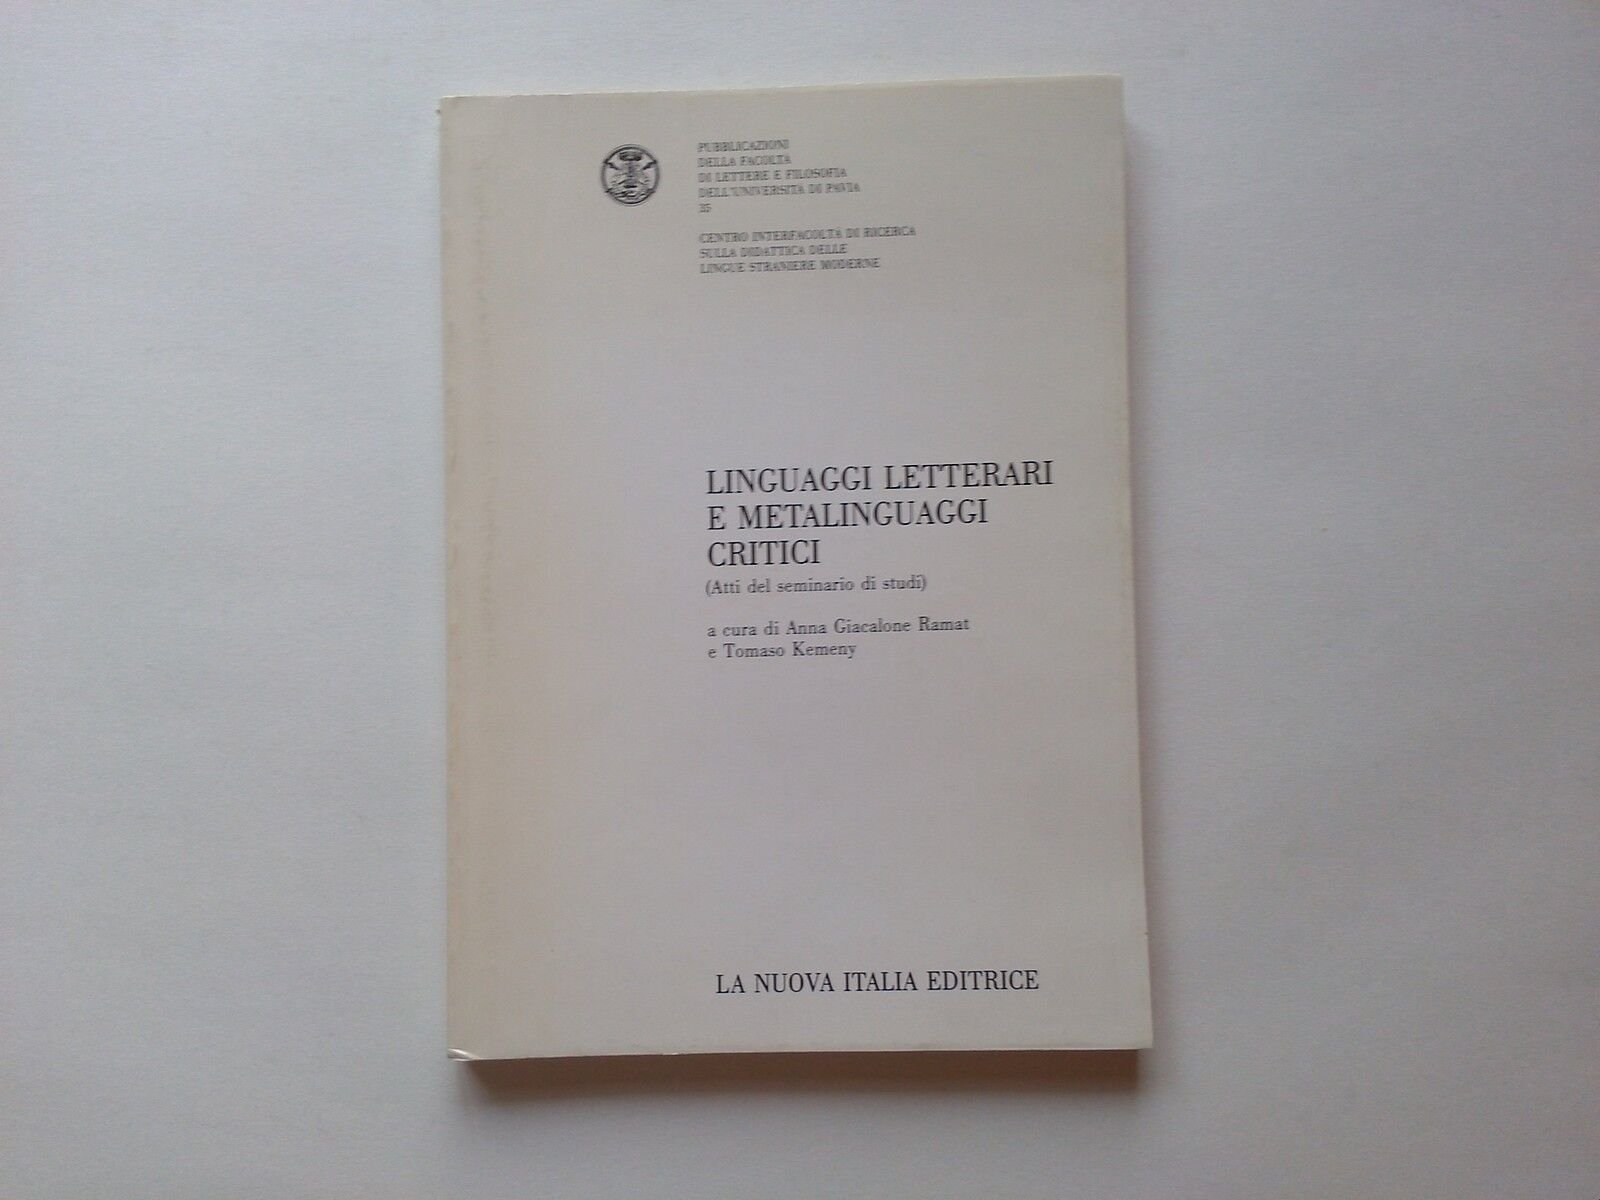 PUBBLICAZIONI
DELLA FACOLTÀ
DI LETTERE E FILOSOFIA
DELL'UNIVERSITÀ DI PAVIA
35
CENTRO INTERFACOLTÀ DI RICERCA
SULLA DIDATTICA DELLE
LINGUE STRANIERE MODERNE
LINGUAGGI LETTERARI
E METALINGUAGGI
CRITICI
(Atti del seminario di studi)
a cura di Anna Giacalone Ramat
e Tomaso Kemeny
LA NUOVA ITALIA EDITRICE